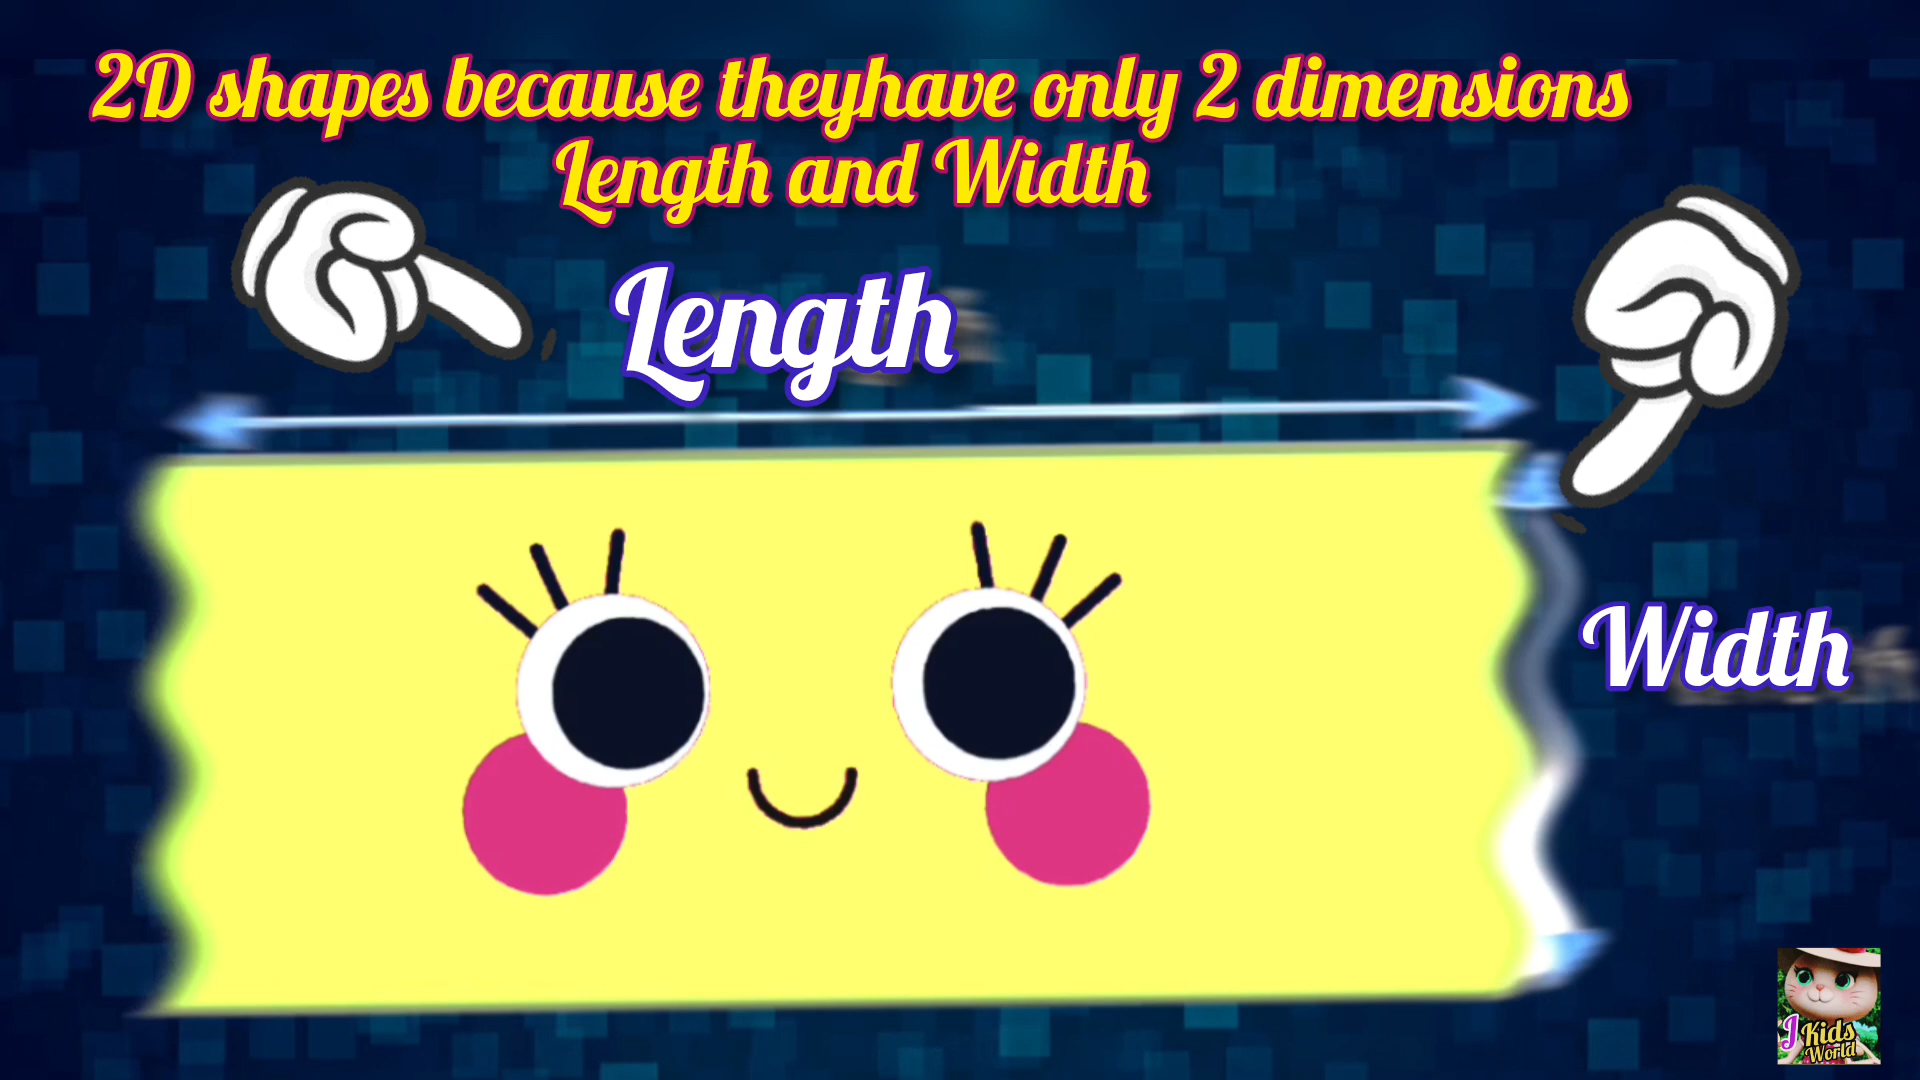 2D shapes because theyhave only 2 dimensions
Length and Width
Length
Width
J Kids
World